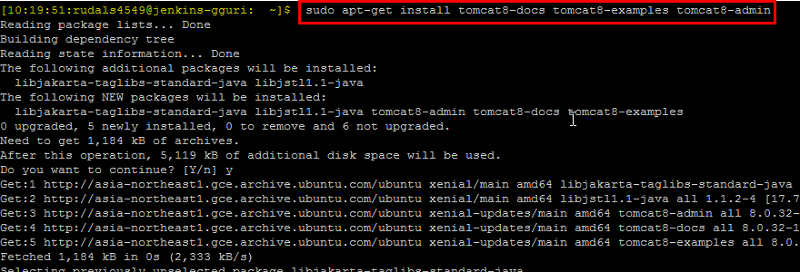 [10:19:51:rudals4549@jenkins-gguri: ~]$ sudo apt-get install tomcat8-docs tomcat8-examples tomcat8-admin
Reading package lists... Done
Building dependency tree
Reading state information... Done
The following additional packages will be installed:
libjakarta-taglibs-standard-java libjstl1.1-java
The following NEW packages will be installed:
libjakarta-taglibs-standard-java libjstl1.1-java tomcat8-admin tomcat8-docs tomcat8-examples
0 upgraded, 5 newly installed, 0 to remove and 6 not upgraded.
Need to get 1,184 kB of archives.
After this operation, 5,119 kB of additional disk space will be used.
Do you want to continue? [Y/n] y
Get:1 http://asia-northeast1.gce.archive.ubuntu.com/ubuntu xenial/main amd64 libjakarta-taglibs-standard-java
Get:2 http://asia-northeast1.gce.archive.ubuntu.com/ubuntu xenial/main amd64 libjstl1.1-java all 1.1.2-4 [17.7
Get:3 http://asia-northeast1.gce.archive.ubuntu.com/ubuntu xenial-updates/main amd64 tomcat8-admin all 8.0.32-
Get:4 http://asia-northeast1.gce.archive.ubuntu.com/ubuntu xenial-updates/main amd64 tomcat8-docs all 8.0.32-1
Get:5 http://asia-northeast1.gce.archive.ubuntu.com/ubuntu xenial-updates/main amd64 tomcat8-examples all 8.0.
Fetched 1,184 kB in 0s (2,333 kB/s)
Selecting previously unselected package libjakarta-taglibs-standard-java